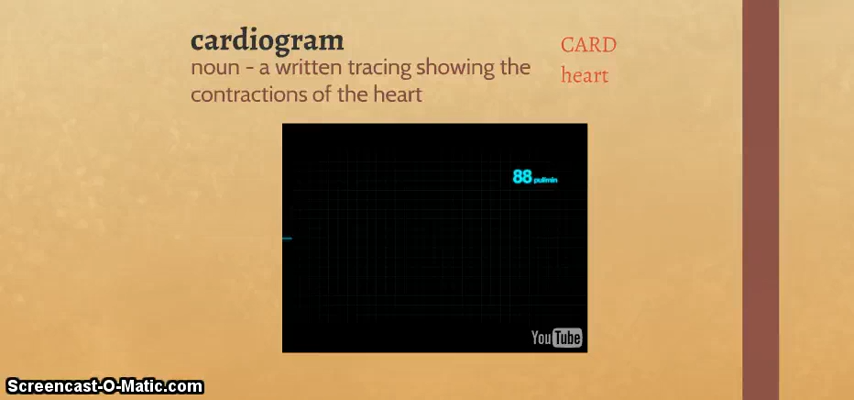 cardiogram
noun - a written tracing showing the
contractions of the heart
CARD
heart
88 pul/min
YouTube
Screencast-O-Matic.com